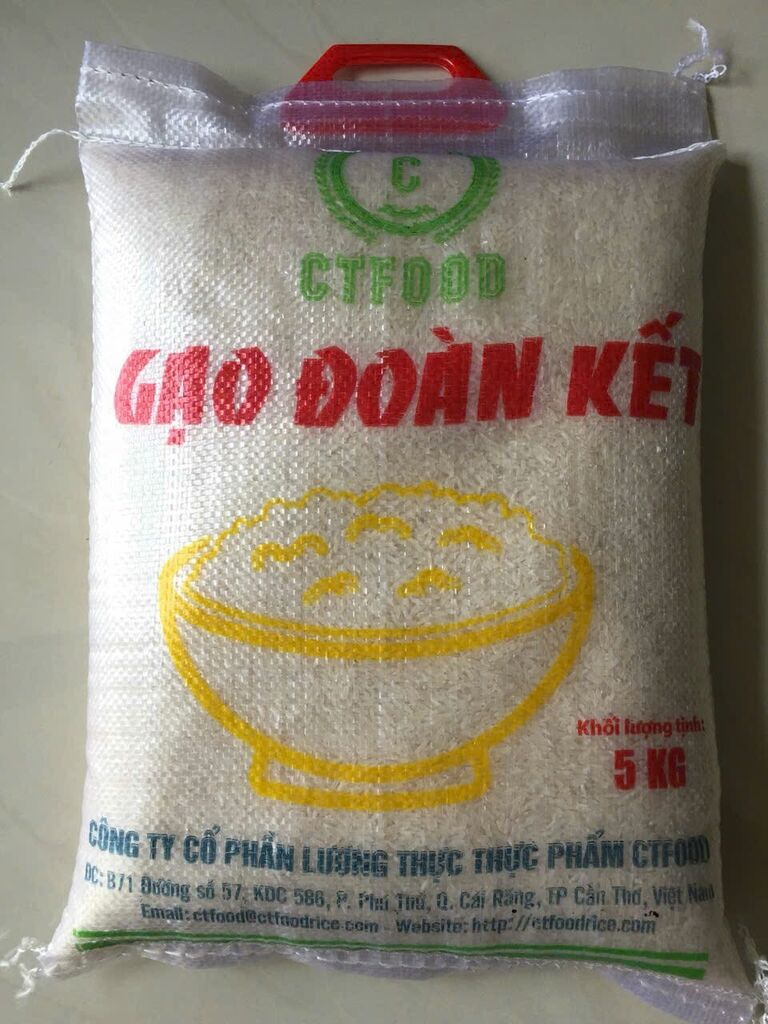 C
CTFOOD
GẠO ĐOÀN KẾT
Khối lượng tịnh:
5 KG
CÔNG TY CỔ PHẦN LƯƠNG THỰC THỰC PHẨM CTFOOD
ĐC: B71 Đường số 57, KDC 586, P. Phú Thứ, Q. Cái Răng, TP Cần Thơ, Việt Nam
Email: ctfood@ctfoodrice.com Website: http://ctfoodrice.com